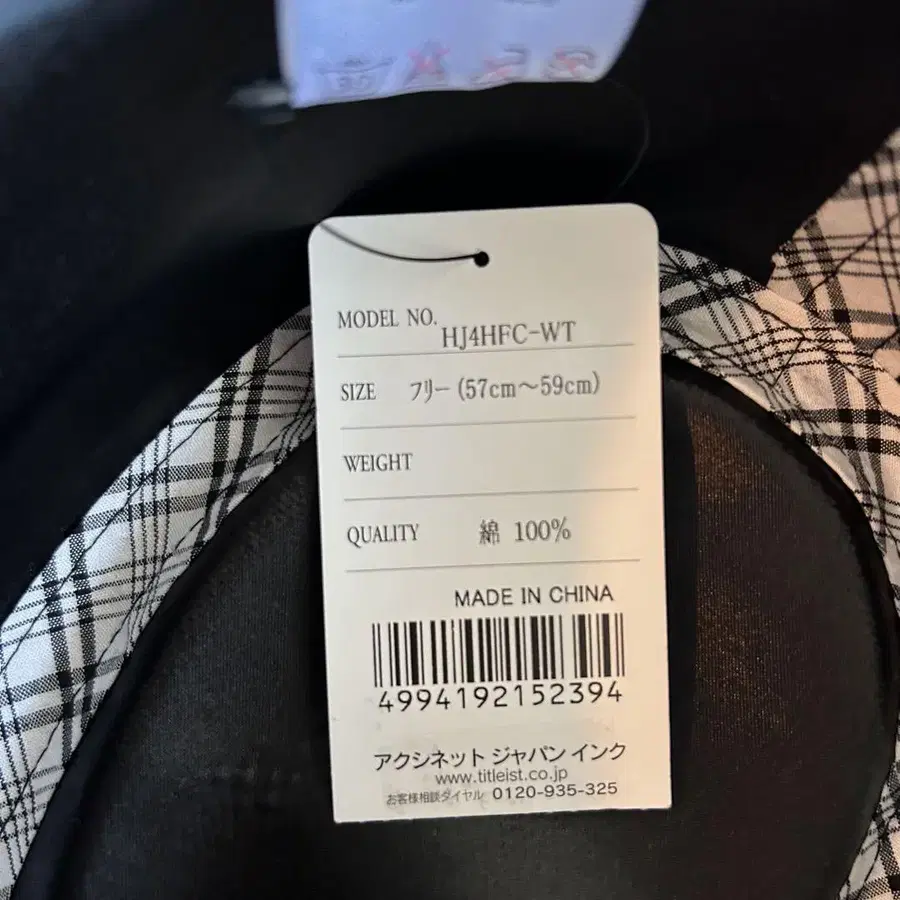 MODEL NO. HJ4HFC-WT
SIZE フリー (57cm～59cm)
WEIGHT
QUALITY 綿 100%
MADE IN CHINA
4994192152394
アクシネット ジャパン インク
www.titleist.co.jp
お客様相談ダイヤル 0120-935-325